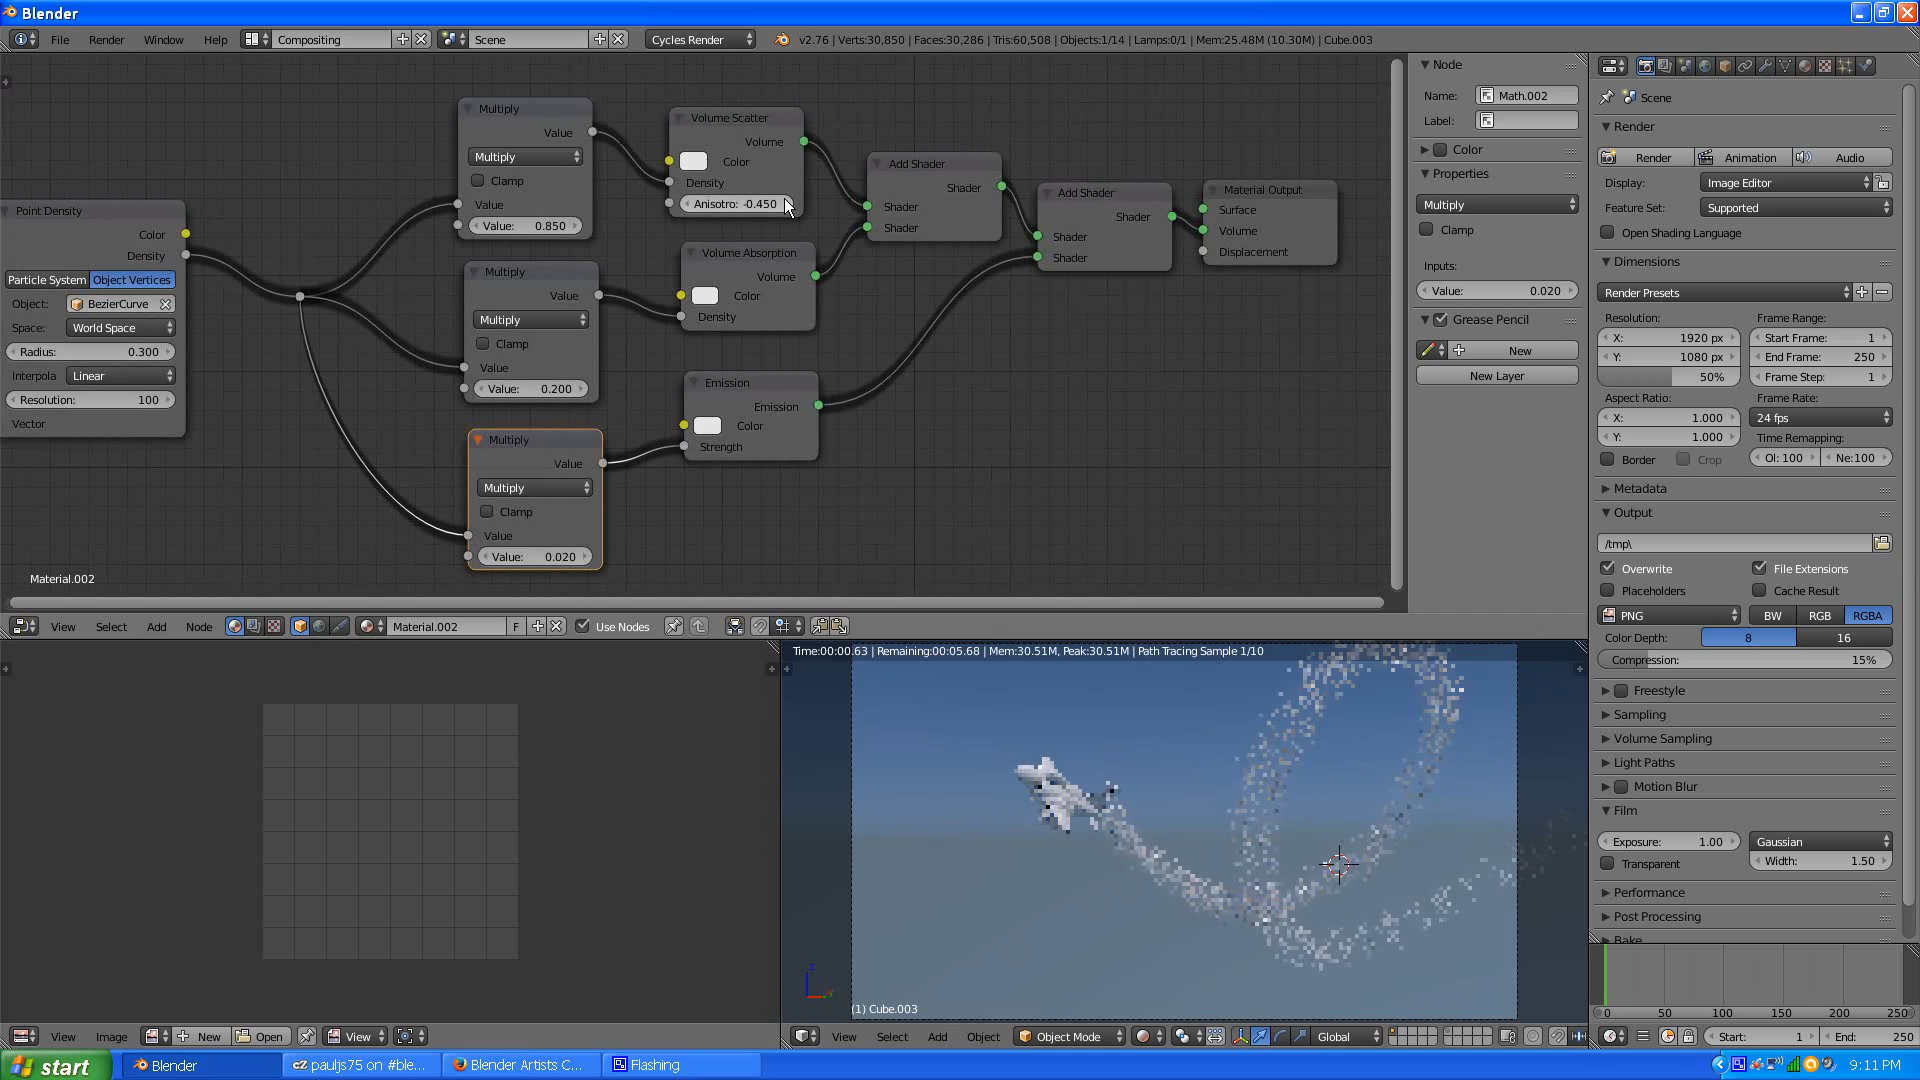 Blender
File Render Window Help Compositing Scene Cycles Render v2.76 | Verts:30,850 | Faces:30,286 | Tris:60,508 | Objects:1/14 | Lamps:0/1 | Mem:25.48M (10.30M) | Cube.003
Point Density
Color
Density
Particle System Object Vertices
Object: BezierCurve
Space: World Space
Radius: 0.300
Interpola Linear
Resolution: 100
Vector
Multiply
Value
Multiply
Clamp
Value
Value: 0.850
Multiply
Value
Multiply
Clamp
Value
Value: 0.200
Multiply
Value
Multiply
Clamp
Value
Value: 0.020
Volume Scatter
Volume
Color
Density
Anisotro: -0.450
Volume Absorption
Volume
Color
Density
Emission
Emission
Color
Strength
Add Shader
Shader
Shader
Shader
Add Shader
Shader
Shader
Shader
Material Output
Surface
Volume
Displacement
Material.002
View Select Add Node Material.002 F Use Nodes
Node
Name: Math.002
Label:
Color
Properties
Multiply
Clamp
Inputs:
Value: 0.020
Grease Pencil
New
New Layer
Scene
Render
Render Animation Audio
Display: Image Editor
Feature Set: Supported
Open Shading Language
Dimensions
Render Presets
Resolution: Frame Range:
X: 1920 px Start Frame: 1
Y: 1080 px End Frame: 250
50% Frame Step: 1
Aspect Ratio: Frame Rate:
X: 1.000 24 fps
Y: 1.000 Time Remapping:
Border Crop Ol: 100 Ne:100
Metadata
Output
/tmp\
Overwrite File Extensions
Placeholders Cache Result
PNG BW RGB RGBA
Color Depth: 8 16
Compression: 15%
Freestyle
Sampling
Volume Sampling
Light Paths
Motion Blur
Film
Exposure: 1.00 Gaussian
Transparent Width: 1.50
Performance
Post Processing
Bake
0 50 100 150 200 250
Start: 1 End: 250
Time:00:00.63 | Remaining:00:05.68 | Mem:30.51M, Peak:30.51M | Path Tracing Sample 1/10
(1) Cube.003
View Image New Open View
View Select Add Object Object Mode Global
start Blender pauljs75 on #ble... Blender Artists C... Flashing 9:11 PM